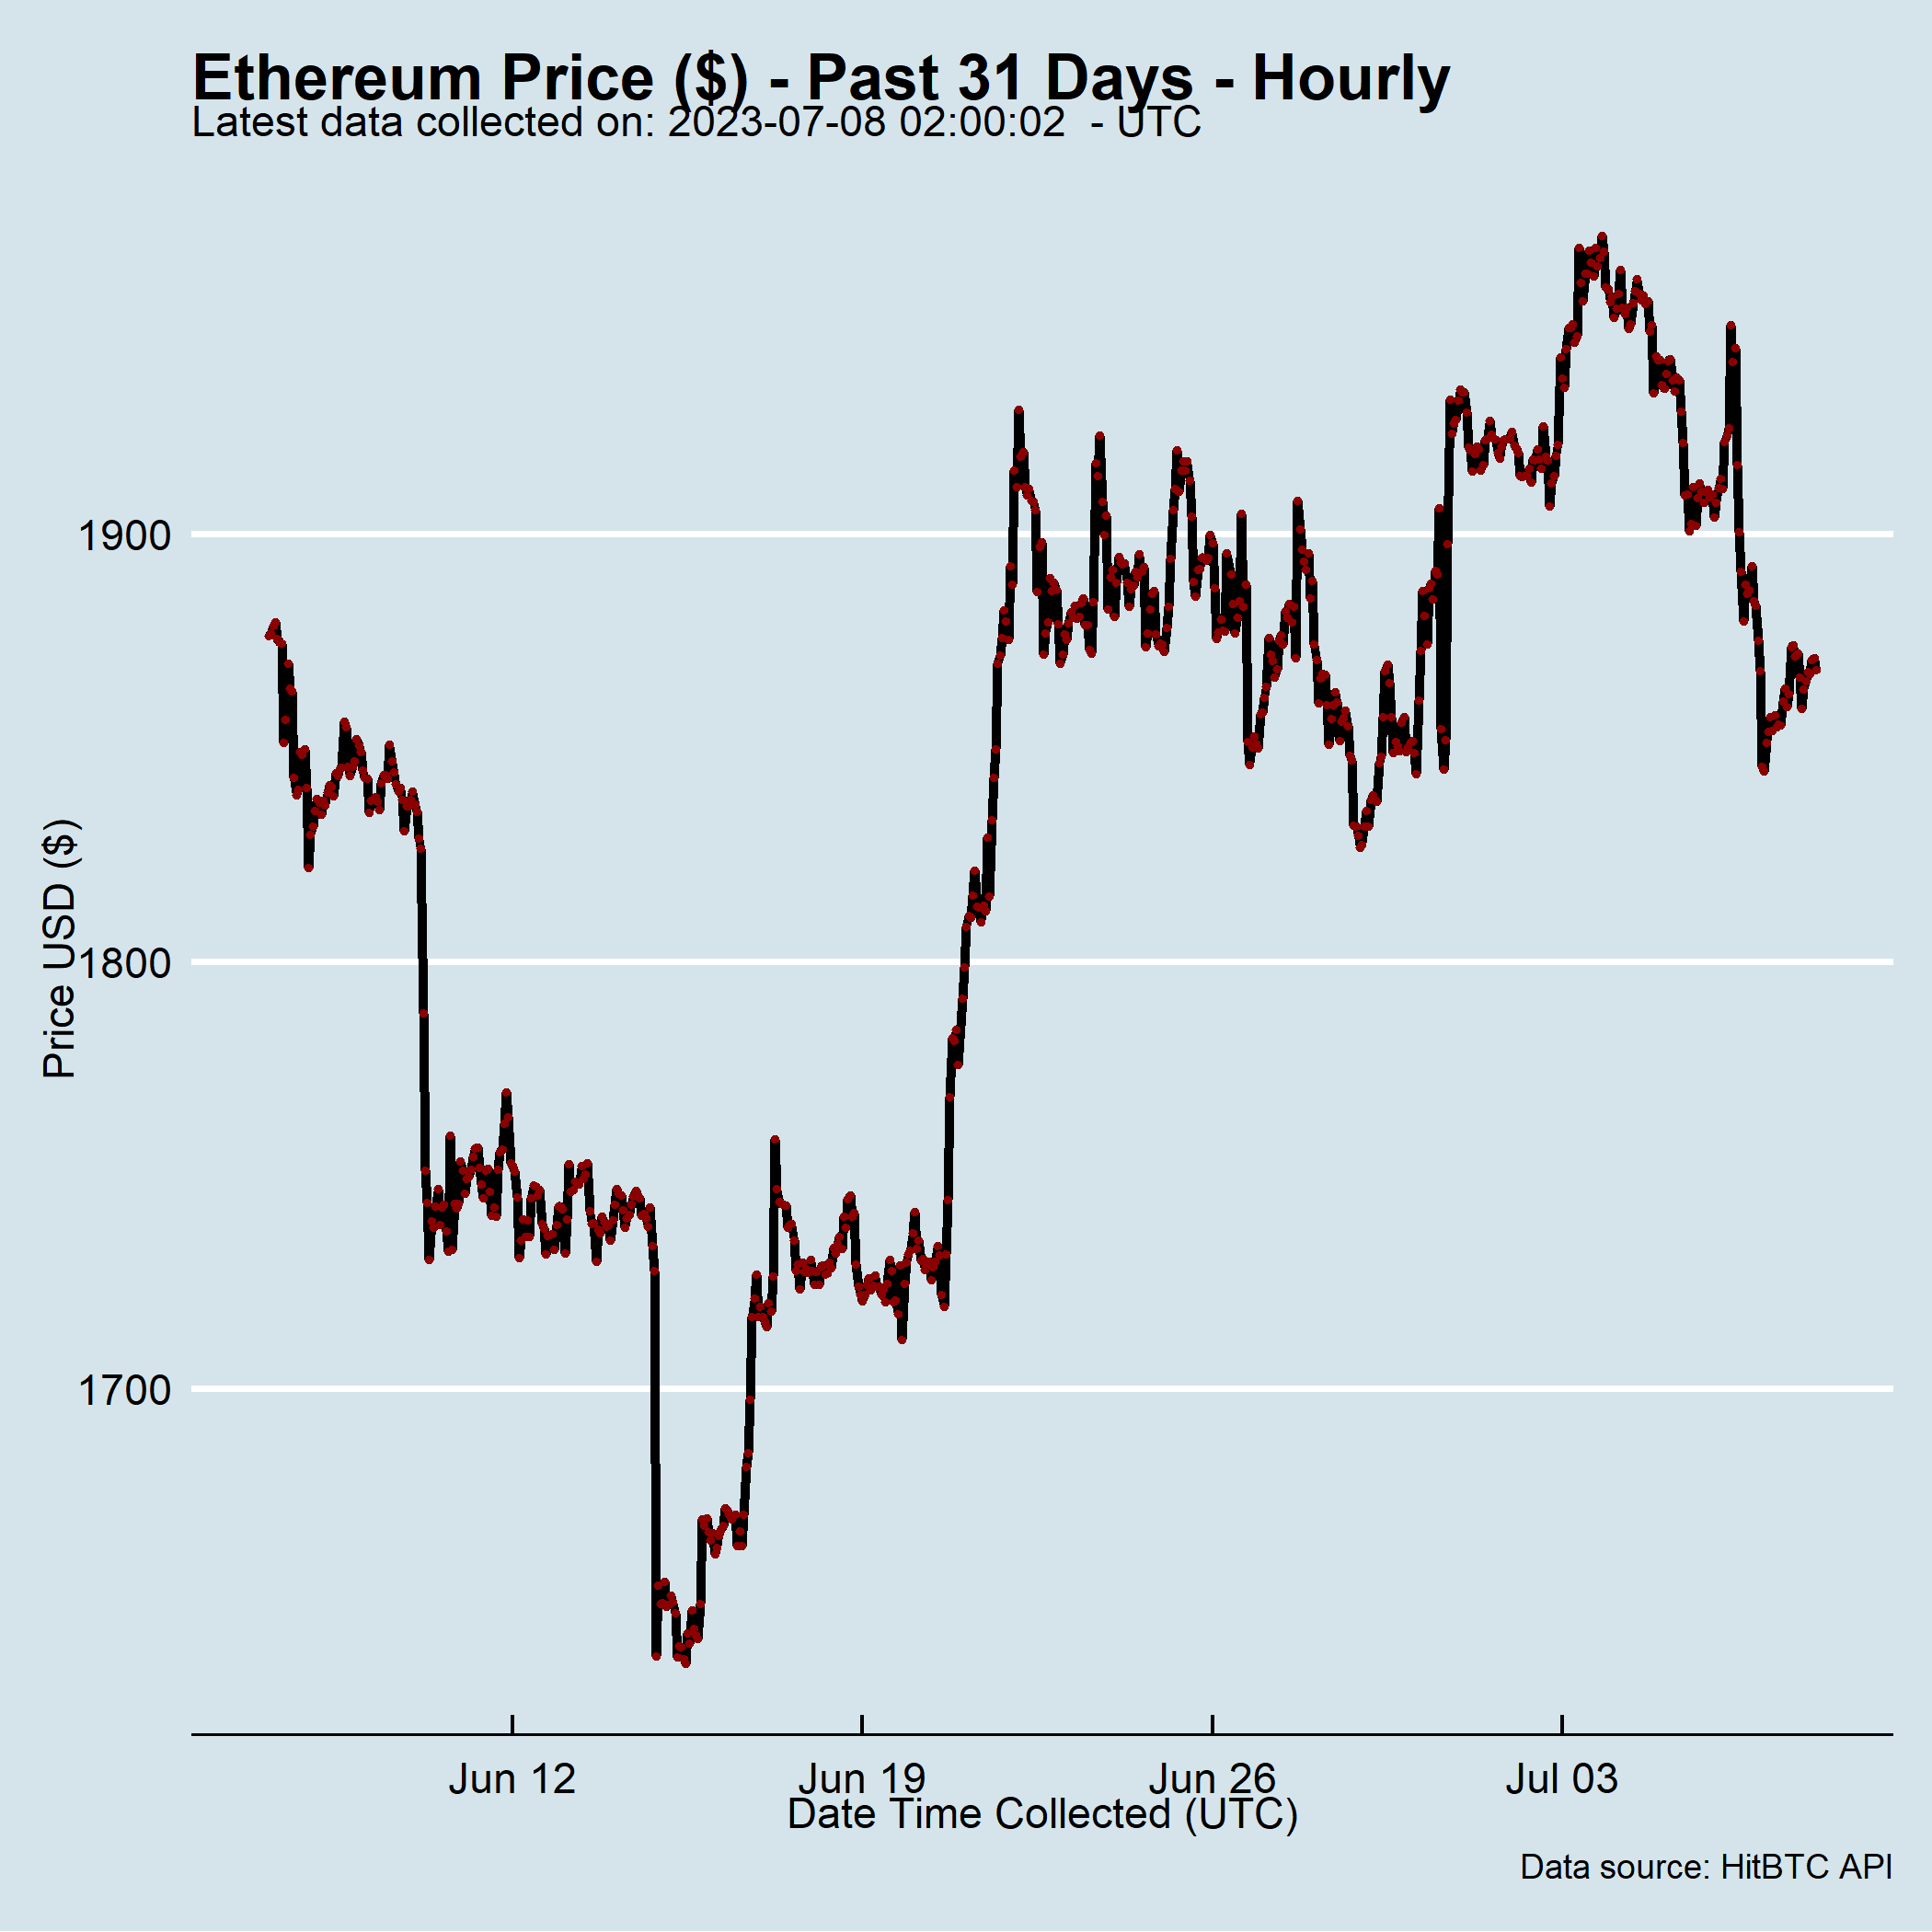 Ethereum Price ($) - Past 31 Days - Hourly
Latest data collected on: 2023-07-08 02:00:02  - UTC
Price USD ($)
1900
1800
1700
Jun 12
Jun 19
Jun 26
Jul 03
Date Time Collected (UTC)
Data source: HitBTC API